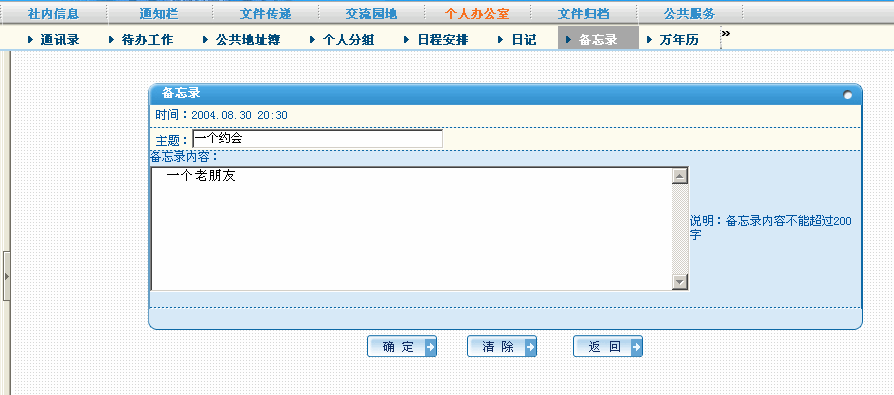 社内信息 通知栏 文件传递 交流园地 个人办公室 文件归档 公共服务
通讯录 待办工作 公共地址簿 个人分组 日程安排 日记 备忘录 万年历 »
备忘录
时间：2004.08.30 20:30
主题：一个约会
备忘录内容：
一个老朋友
说明：备忘录内容不能超过200
字
确 定 清 除 返 回